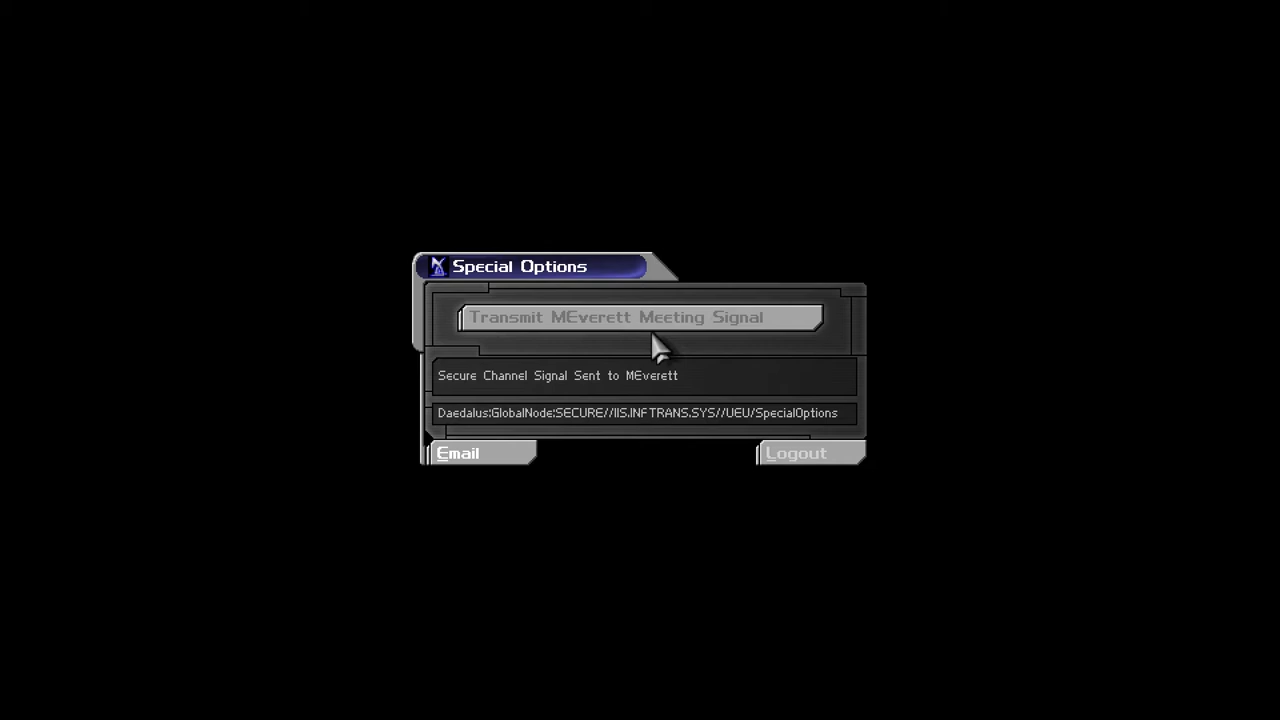 Special Options
Transmit MEverett Meeting Signal
Secure Channel Signal Sent to MEverett
Daedalus:GlobalNode:SECURE//IIS.INFTRANS.SYS//UEU/SpecialOptions
Email
Logout